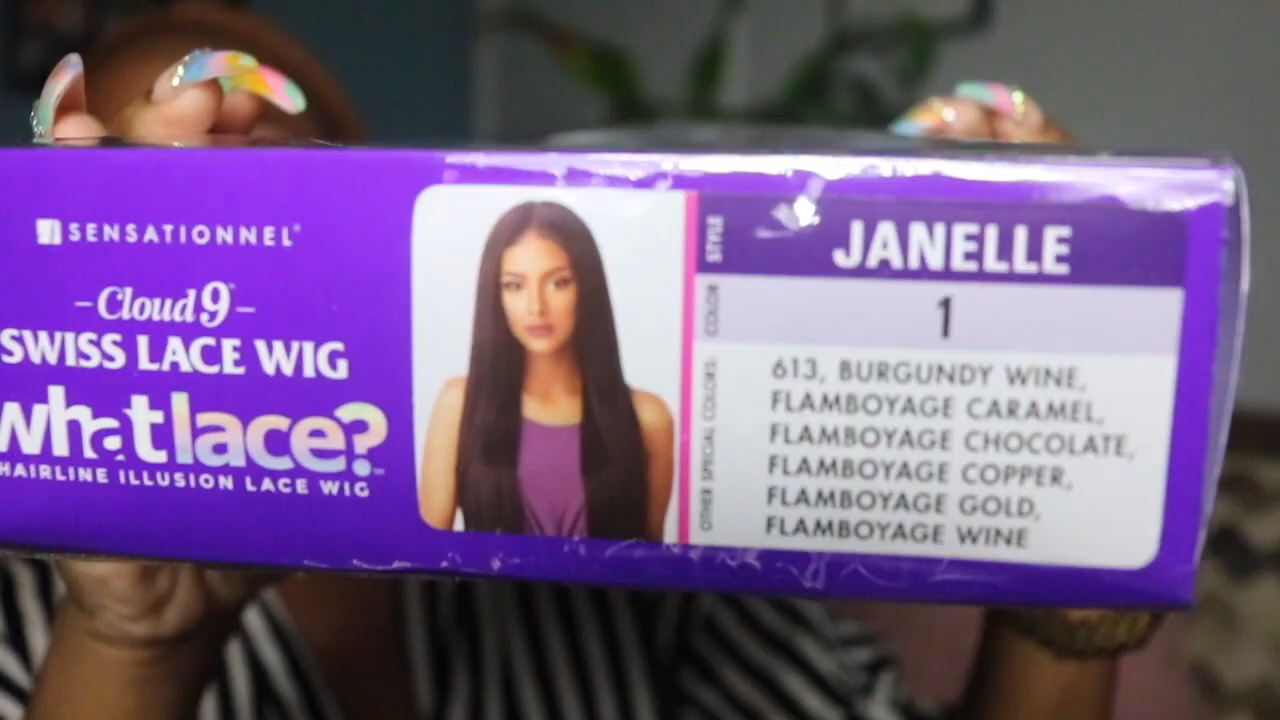 SENSATIONNEL®
-Cloud 9-
SWISS LACE WIG
whatlace?™
HAIRLINE ILLUSION LACE WIG
STYLE
JANELLE
COLOR
1
OTHER SPECIAL COLORS:
613, BURGUNDY WINE,
FLAMBOYAGE CARAMEL,
FLAMBOYAGE CHOCOLATE,
FLAMBOYAGE COPPER,
FLAMBOYAGE GOLD,
FLAMBOYAGE WINE